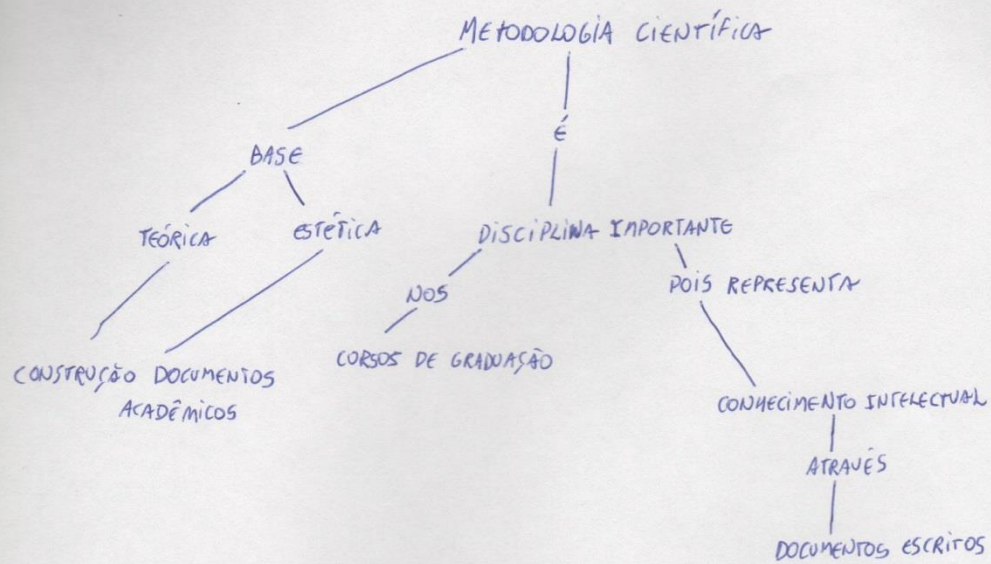 METODOLOGIA CIENTÍFICA
É
BASE
TEÓRICA
ESTÉTICA
DISCIPLINA IMPORTANTE
NOS
POIS REPRESENTA
CURSOS DE GRADUAÇÃO
CONSTRUÇÃO DOCUMENTOS
ACADÊMICOS
CONHECIMENTO INTELECTUAL
ATRAVÉS
DOCUMENTOS ESCRITOS